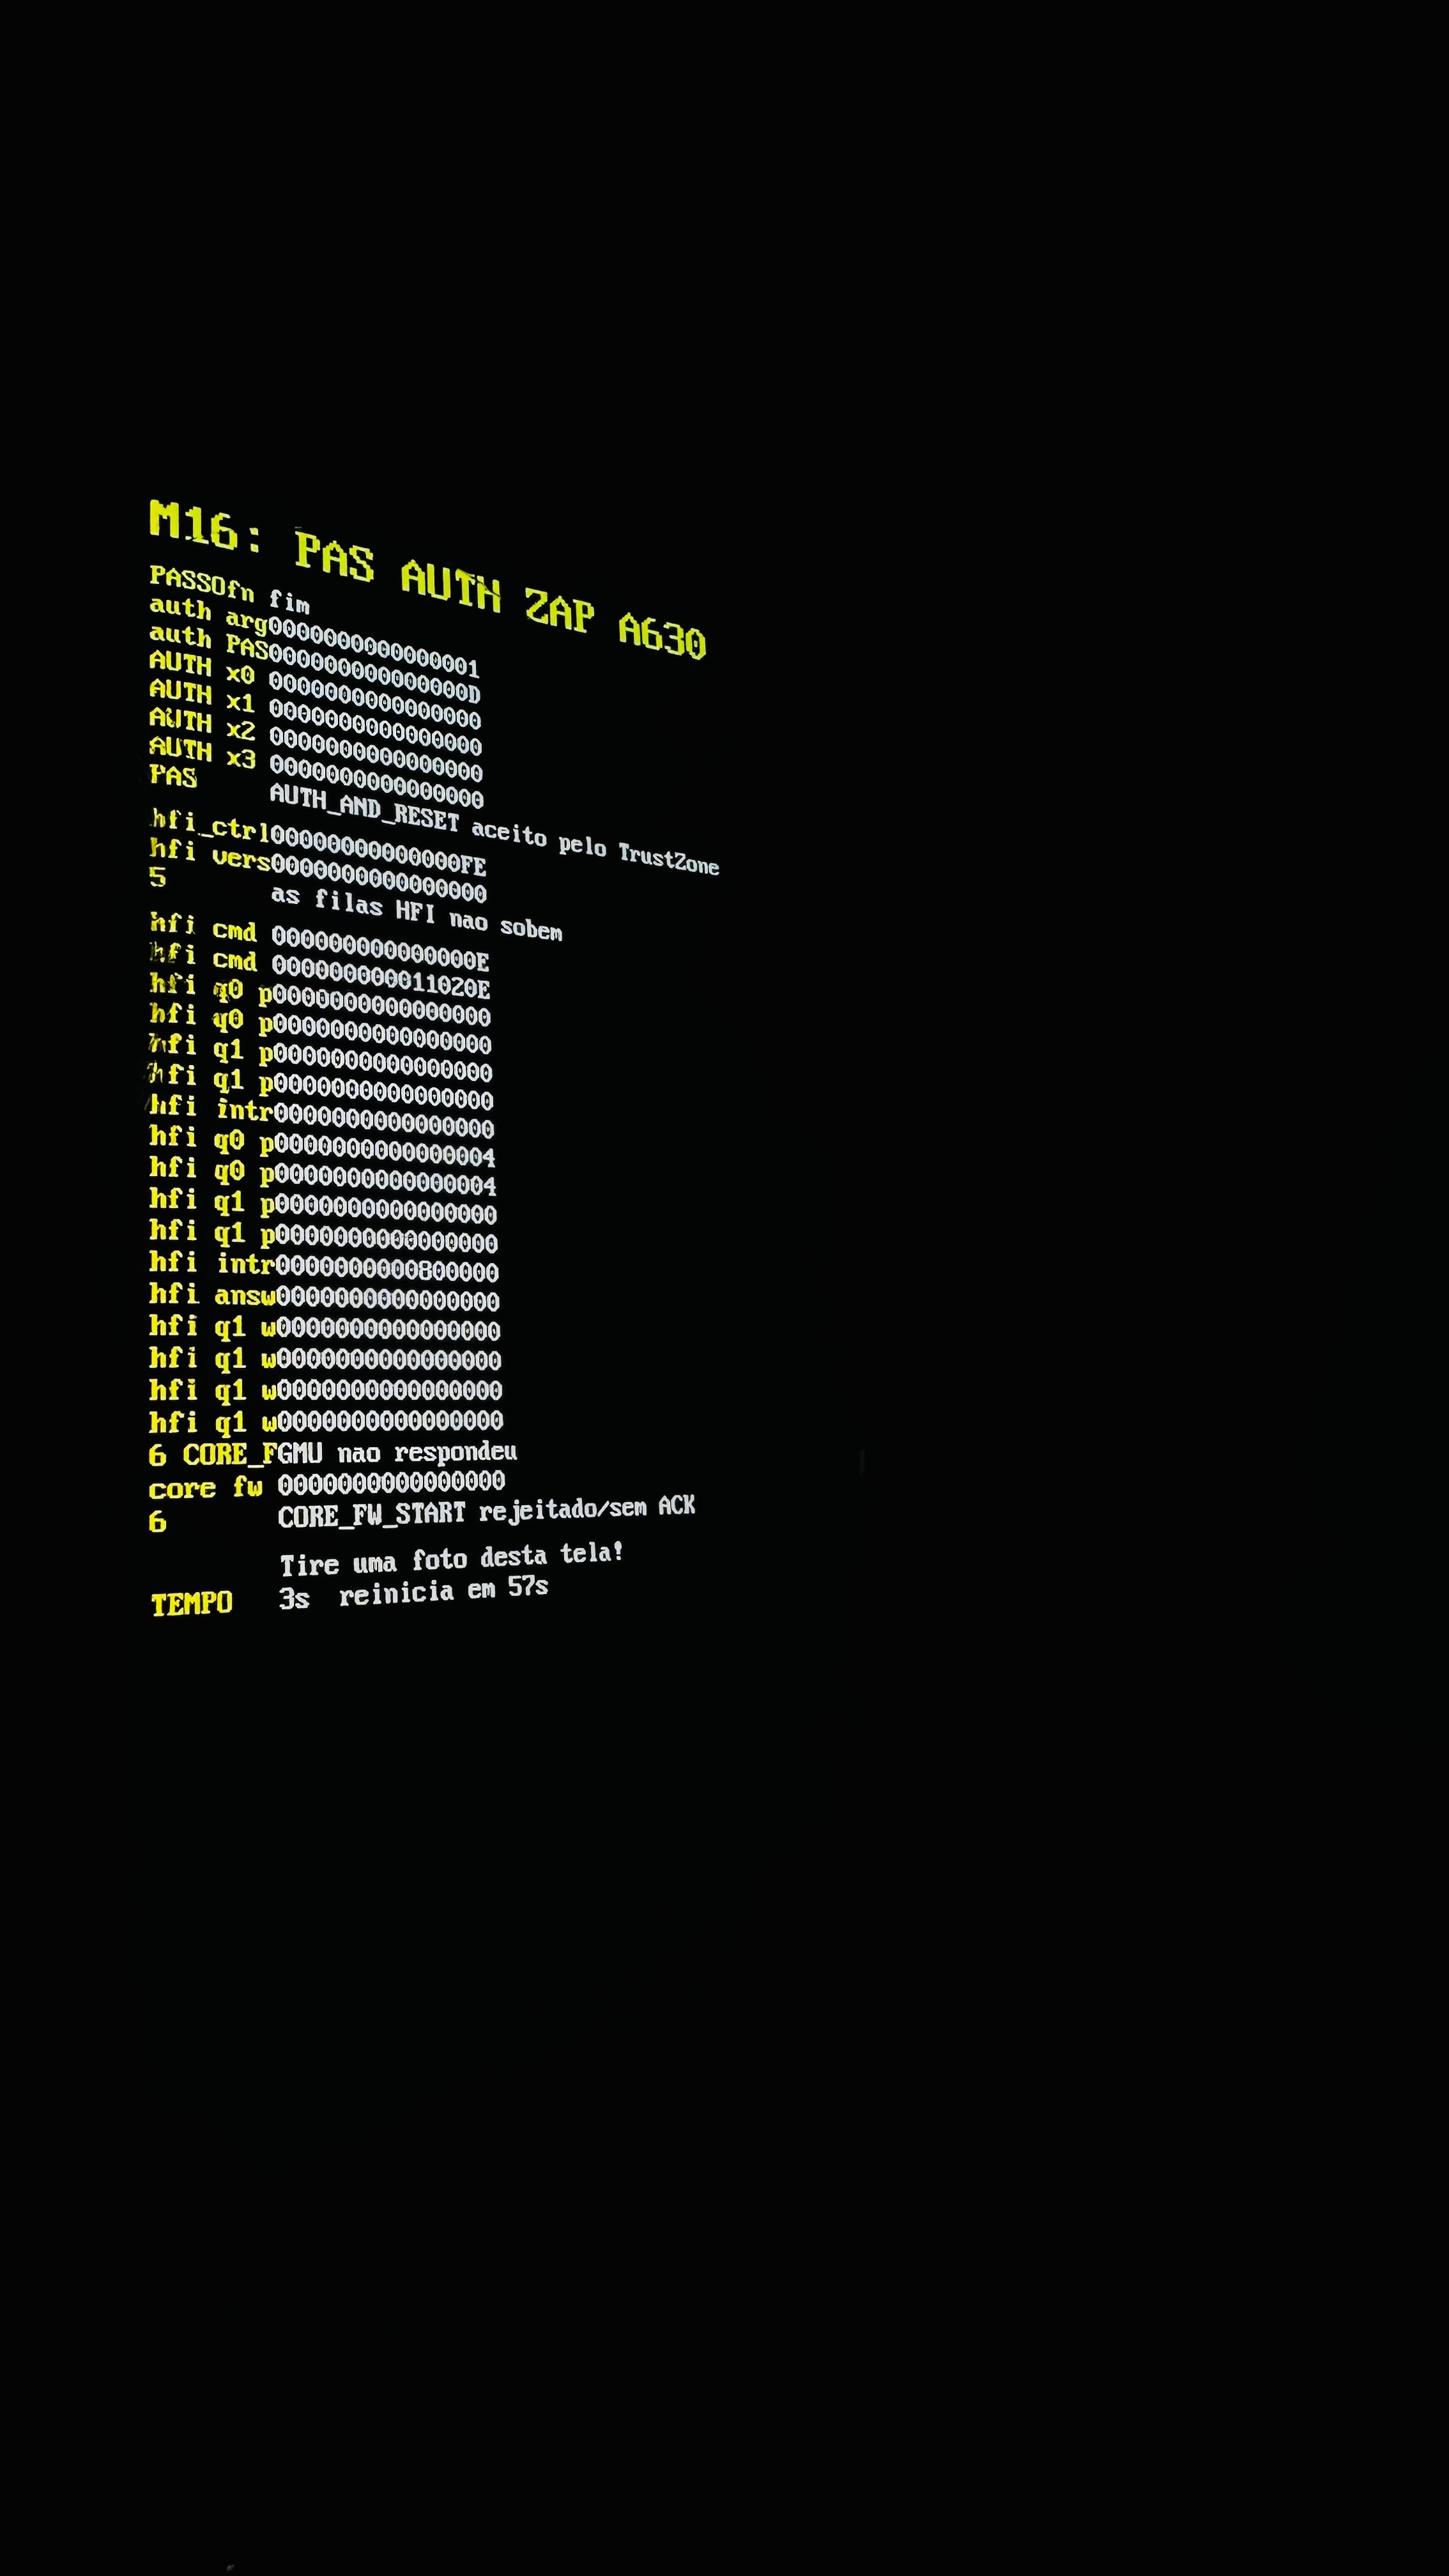 M16: PAS AUTH ZAP A630
PASSOfn fim
auth arg0000000000000001
auth PAS000000000000000D
AUTH x0 0000000000000000
AUTH x1 0000000000000000
AUTH x2 0000000000000000
AUTH x3 0000000000000000
PAS AUTH_AND_RESET aceito pelo TrustZone
hfi_ctrl00000000000000FE
hfi vers0000000000000000
5 as filas HFI nao sobem
hfi cmd 000000000000000E
hfi cmd 000000000011020E
hfi q0 p0000000000000000
hfi q0 p0000000000000000
hfi q1 p0000000000000000
hfi q1 p0000000000000000
hfi intr0000000000000000
hfi q0 p0000000000000004
hfi q0 p0000000000000004
hfi q1 p0000000000000000
hfi q1 p0000000000000000
hfi intr0000000000800000
hfi answ0000000000000000
hfi q1 w0000000000000000
hfi q1 w0000000000000000
hfi q1 w0000000000000000
hfi q1 w0000000000000000
6 CORE_FGMU nao respondeu
core fw 0000000000000000
6 CORE_FW_START rejeitado/sem ACK
Tire uma foto desta tela!
TEMPO 3s reinicia em 57s